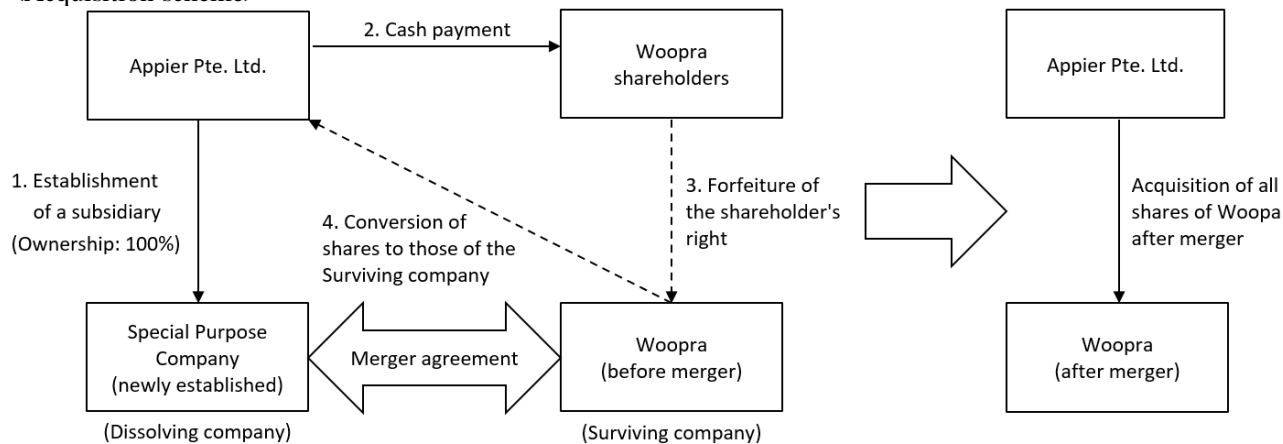 Acquisition scheme.
Appier Pte. Ltd.
2. Cash payment
Woopra
shareholders
1. Establishment
of a subsidiary
(Ownership: 100%)
4. Conversion of
shares to those of the
Surviving company
3. Forfeiture of
the shareholder's
right
Special Purpose
Company
(newly established)
(Dissolving company)
Merger agreement
Woopra
(before merger)
(Surviving company)
Appier Pte. Ltd.
Acquisition of all
shares of Woopa
after merger
Woopra
(after merger)